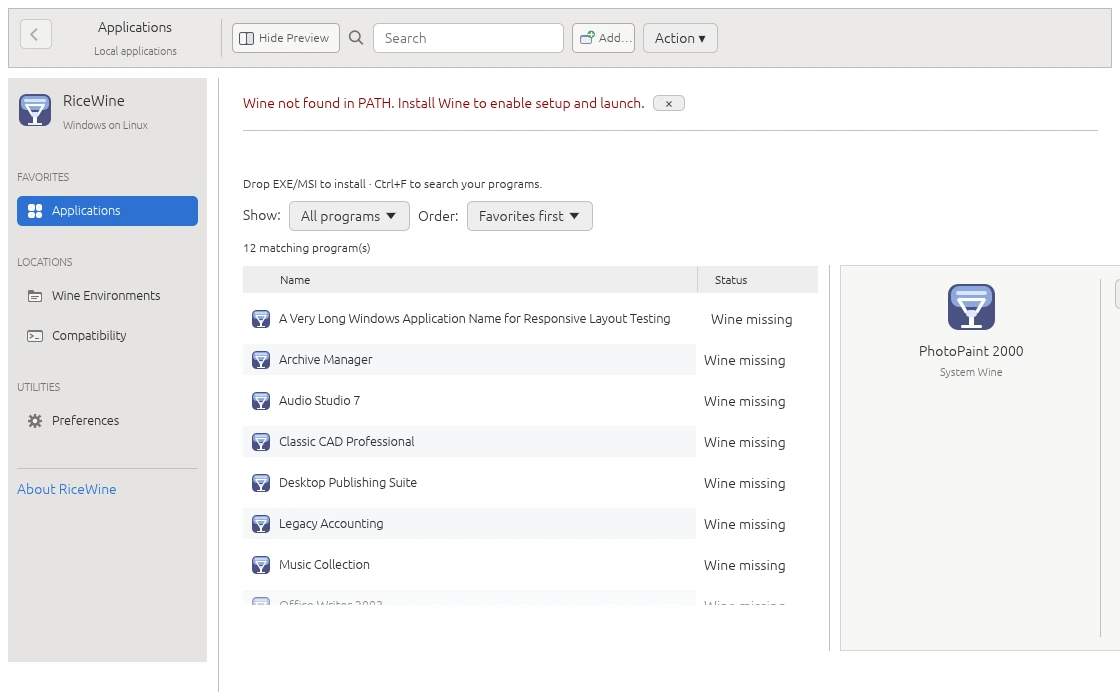 Applications
Local applications
Hide Preview
Search
Add...
Action ▾
RiceWine
Windows on Linux
FAVORITES
Applications
LOCATIONS
Wine Environments
Compatibility
UTILITIES
Preferences
About RiceWine
Wine not found in PATH. Install Wine to enable setup and launch. ×
Drop EXE/MSI to install · Ctrl+F to search your programs.
Show: All programs ▼ Order: Favorites first ▼
12 matching program(s)
Name Status
A Very Long Windows Application Name for Responsive Layout Testing Wine missing
Archive Manager Wine missing
Audio Studio 7 Wine missing
Classic CAD Professional Wine missing
Desktop Publishing Suite Wine missing
Legacy Accounting Wine missing
Music Collection Wine missing
Office Writer 2003 Wine missing
PhotoPaint 2000
System Wine